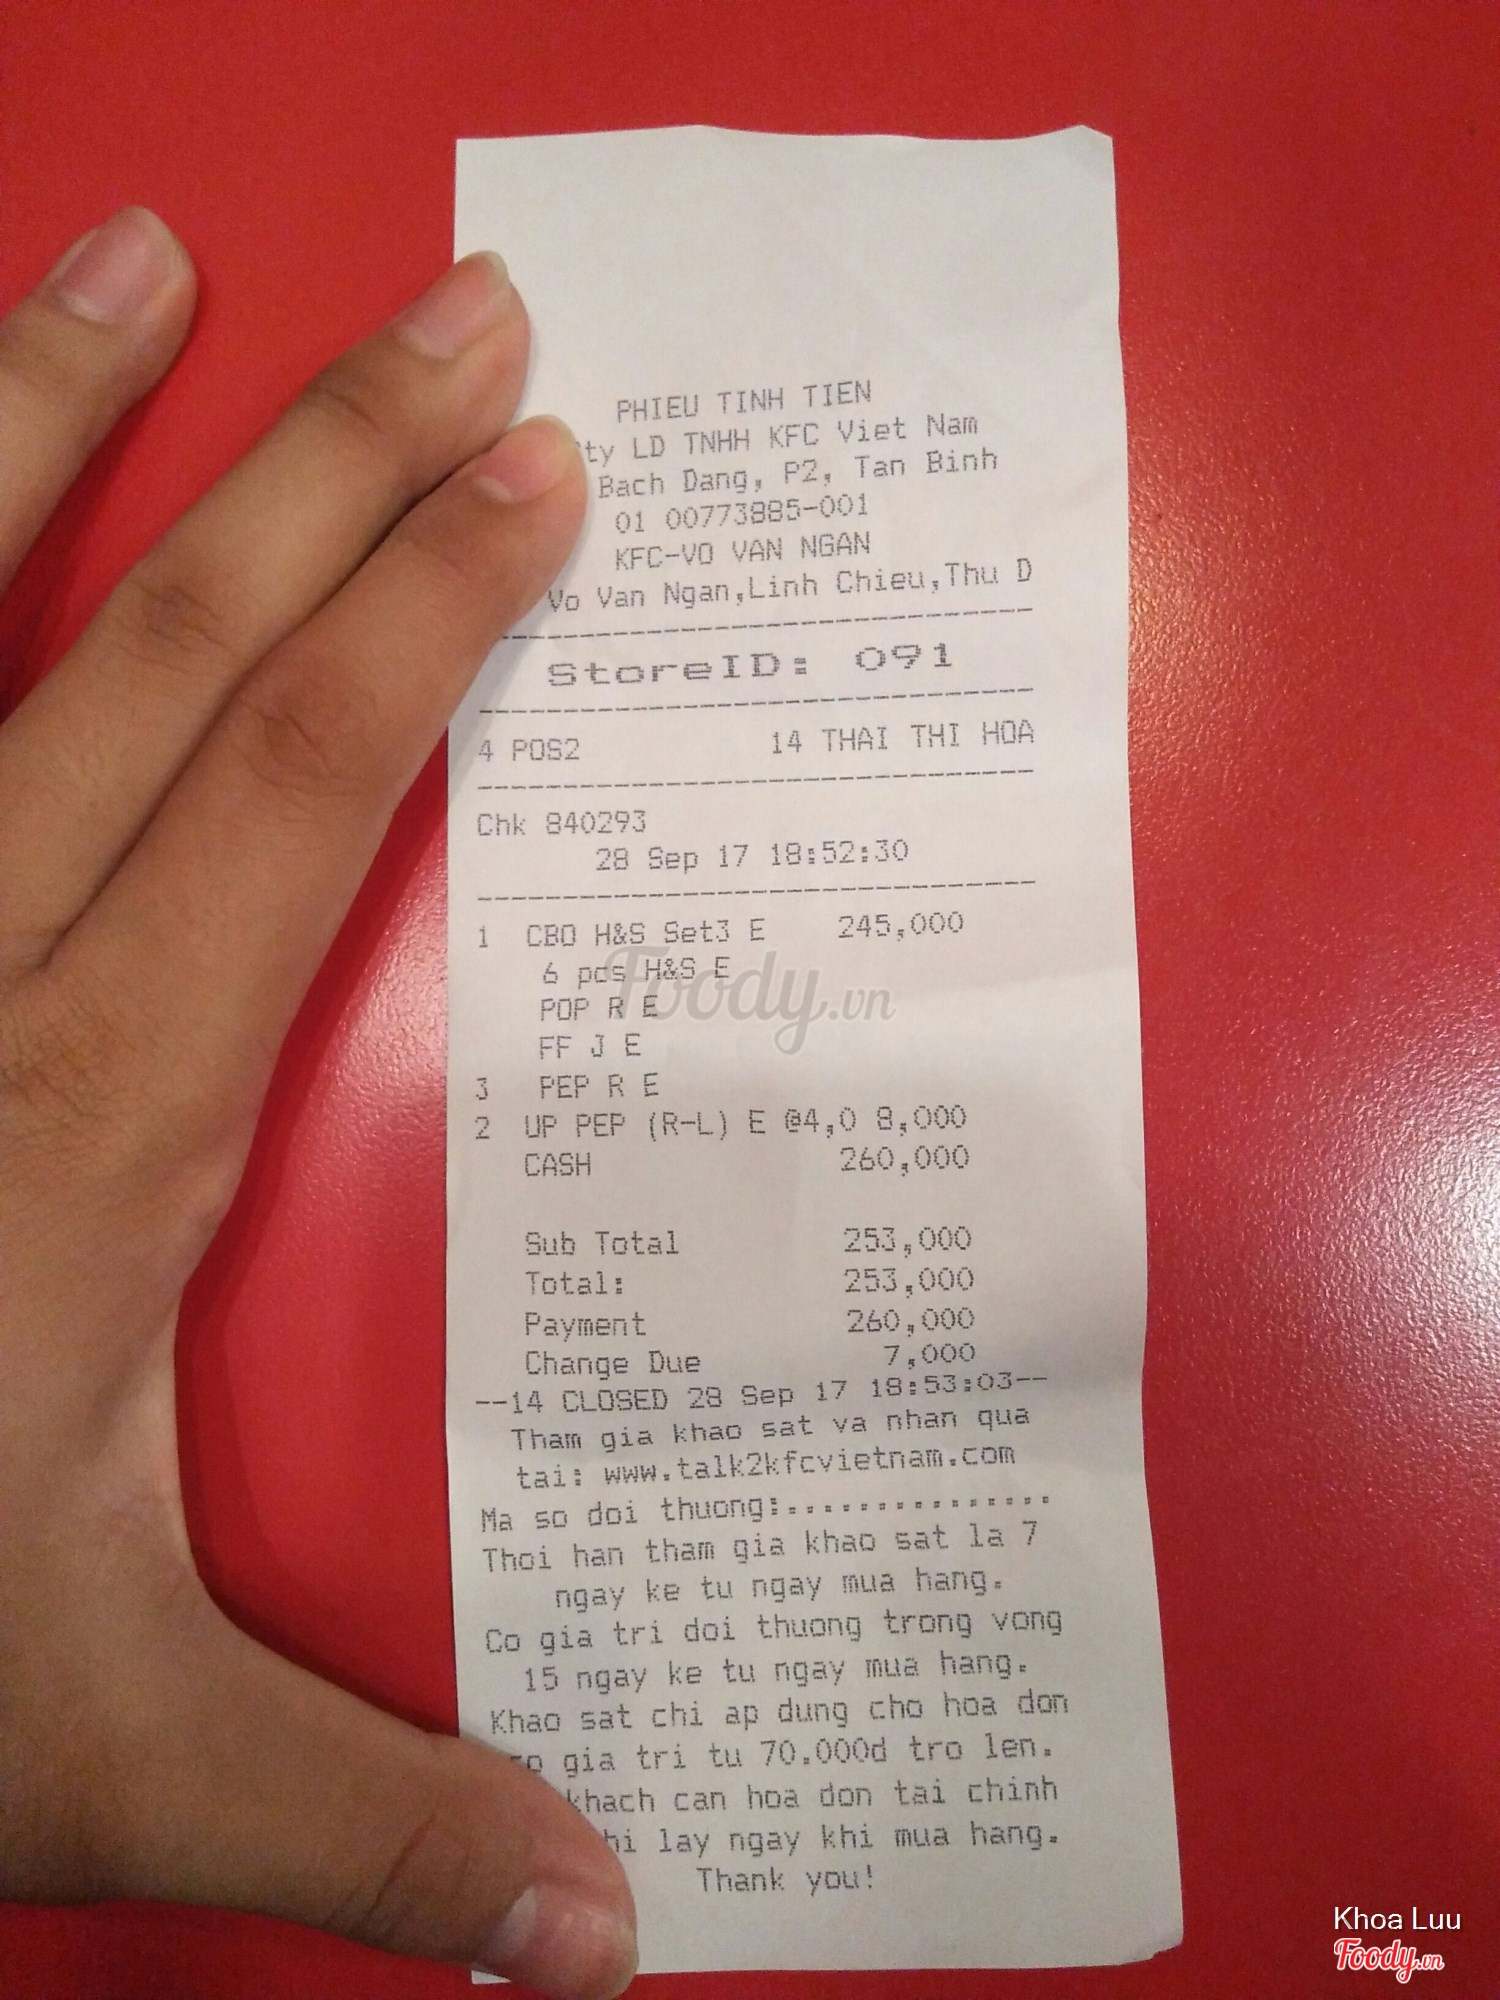 PHIEU TINH TIEN
ty LD TNHH KFC Viet Nam
Bach Dang, P2, Tan Binh
01 00773885-001
KFC-VO VAN NGAN
Vo Van Ngan,Linh Chieu,Thu D
StoreID: 091
4 POS2 14 THAI THI HOA
Chk 840293
28 Sep 17 18:52:30
1 CBO H&S Set3 E 245,000
6 pcs H&S E
POP R E
FF J E
3 PEP R E
2 UP PEP (R-L) E @4,0 8,000
CASH 260,000
Sub Total 253,000
Total: 253,000
Payment 260,000
Change Due 7,000
--14 CLOSED 28 Sep 17 18:53:03--
Tham gia khao sat va nhan qua
tai: www.talk2kfcvietnam.com
Ma so doi thuong:...............
Thoi han tham gia khao sat la 7
ngay ke tu ngay mua hang.
Co gia tri doi thuong trong vong
15 ngay ke tu ngay mua hang.
Khao sat chi ap dung cho hoa don
gia tri tu 70.000d tro len.
khach can hoa don tai chinh
hi lay ngay khi mua hang.
Thank you!
Foody.vn
Khoa Luu
Foody.vn